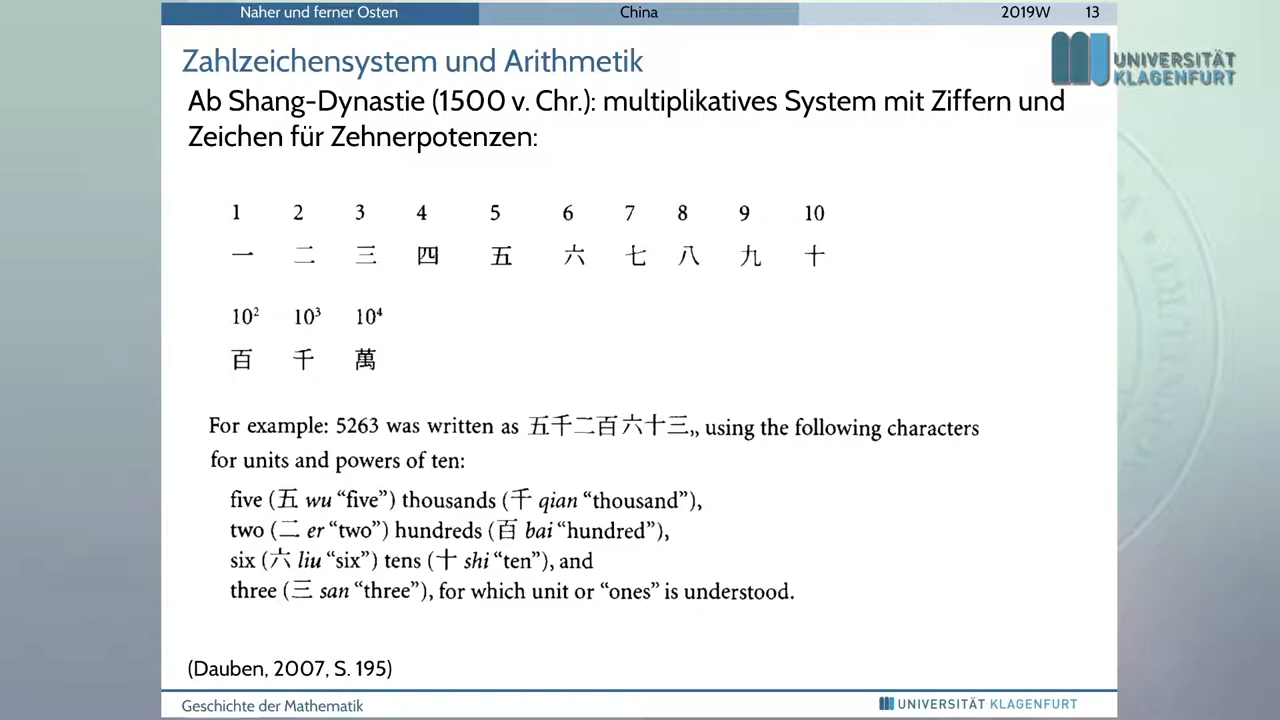 Naher und ferner Osten China 2019W 13
Zahlzeichensystem und Arithmetik
UNIVERSITÄT
KLAGENFURT
Ab Shang-Dynastie (1500 v. Chr.): multiplikatives System mit Ziffern und
Zeichen für Zehnerpotenzen:
1 2 3 4 5 6 7 8 9 10
一 二 三 四 五 六 七 八 九 十
10² 10³ 10⁴
百 千 萬
For example: 5263 was written as 五千二百六十三,, using the following characters
for units and powers of ten:
five (五 wu “five”) thousands (千 qian “thousand”),
two (二 er “two”) hundreds (百 bai “hundred”),
six (六 liu “six”) tens (十 shi “ten”), and
three (三 san “three”), for which unit or “ones” is understood.
(Dauben, 2007, S. 195)
Geschichte der Mathematik UNIVERSITÄT KLAGENFURT